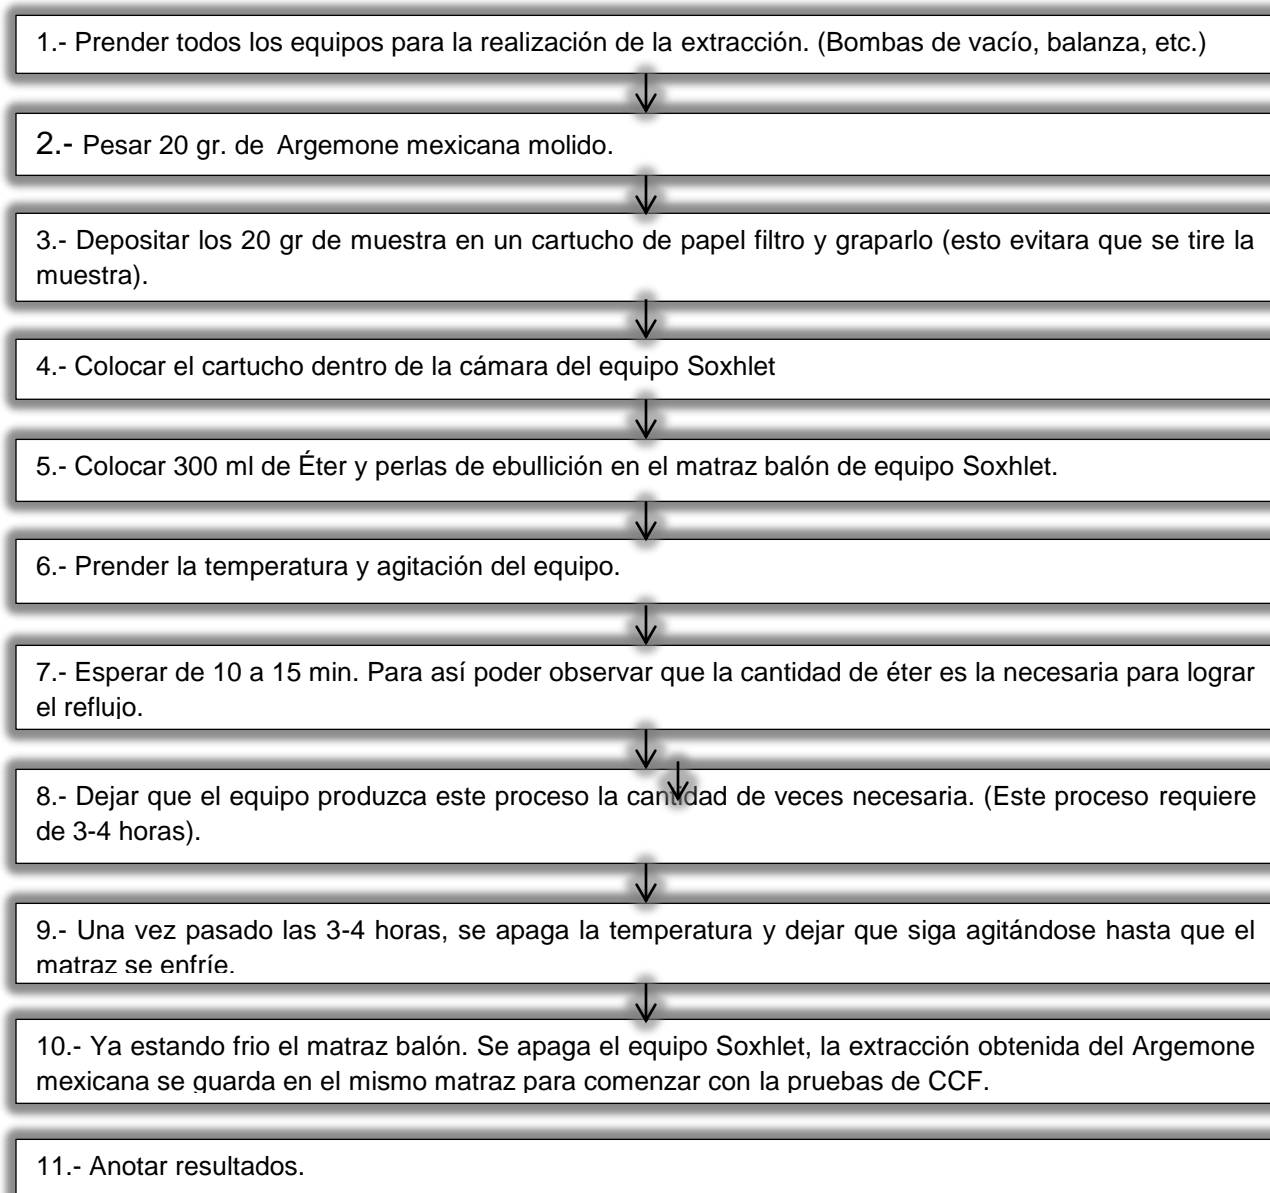 1.- Prender todos los equipos para la realización de la extracción. (Bombas de vacío, balanza, etc.)
2.- Pesar 20 gr. de Argemone mexicana molido.
3.- Depositar los 20 gr de muestra en un cartucho de papel filtro y graparlo (esto evitara que se tire la
muestra).
4.- Colocar el cartucho dentro de la cámara del equipo Soxhlet
5.- Colocar 300 ml de Éter y perlas de ebullición en el matraz balón de equipo Soxhlet.
6.- Prender la temperatura y agitación del equipo.
7.- Esperar de 10 a 15 min. Para así poder observar que la cantidad de éter es la necesaria para lograr
el reflujo.
8.- Dejar que el equipo produzca este proceso la cantidad de veces necesaria. (Este proceso requiere
de 3-4 horas).
9.- Una vez pasado las 3-4 horas, se apaga la temperatura y dejar que siga agitándose hasta que el
matraz se enfríe.
10.- Ya estando frio el matraz balón. Se apaga el equipo Soxhlet, la extracción obtenida del Argemone
mexicana se guarda en el mismo matraz para comenzar con la pruebas de CCF.
11.- Anotar resultados.